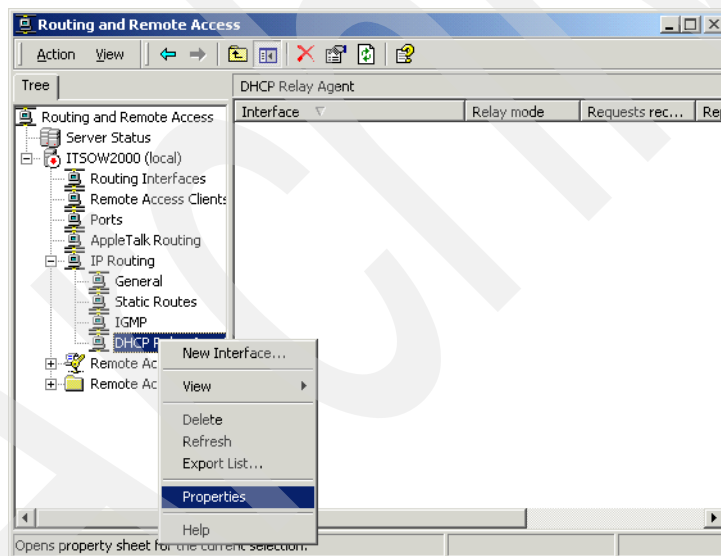 Routing and Remote Access
Action View
Tree
DHCP Relay Agent
Interface Relay mode Requests rec... Rep
Routing and Remote Access
Server Status
ITSOW2000 (local)
Routing Interfaces
Remote Access Clients
Ports
AppleTalk Routing
IP Routing
General
Static Routes
IGMP
DHCP
Remote Ac
Remote Ac
New Interface...
View
Delete
Refresh
Export List...
Properties
Help
Opens property sheet for the current selection.